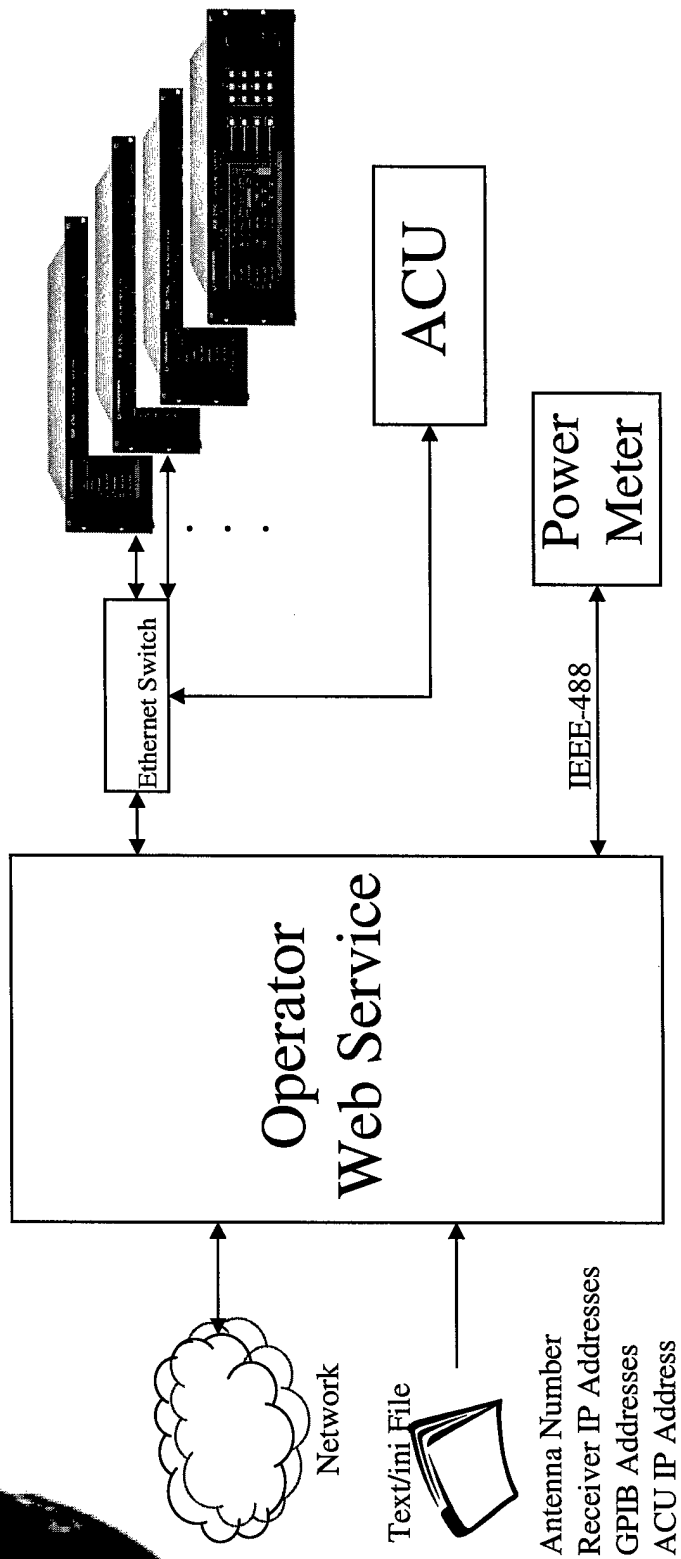 Network
Text/ini File
Antenna Number
Receiver IP Addresses
GPIB Addresses
ACU IP Address
Operator
Web Service
Ethernet Switch
IEEE-488
ACU
Power
Meter